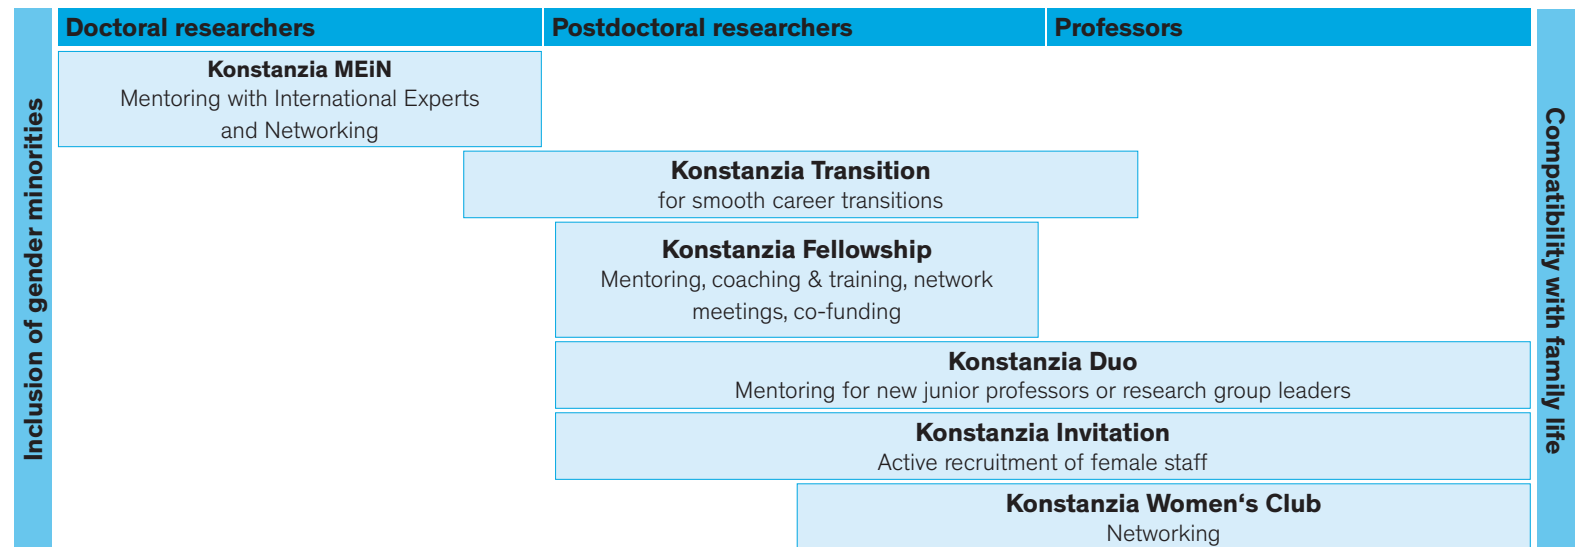 Doctoral researchers
Postdoctoral researchers
Professors
Inclusion of gender minorities
Konstanzia MEiN
Mentoring with International Experts
and Networking
Konstanzia Transition
for smooth career transitions
Konstanzia Fellowship
Mentoring, coaching & training, network
meetings, co-funding
Konstanzia Duo
Mentoring for new junior professors or research group leaders
Konstanzia Invitation
Active recruitment of female staff
Konstanzia Women‘s Club
Networking
Compatibility with family life